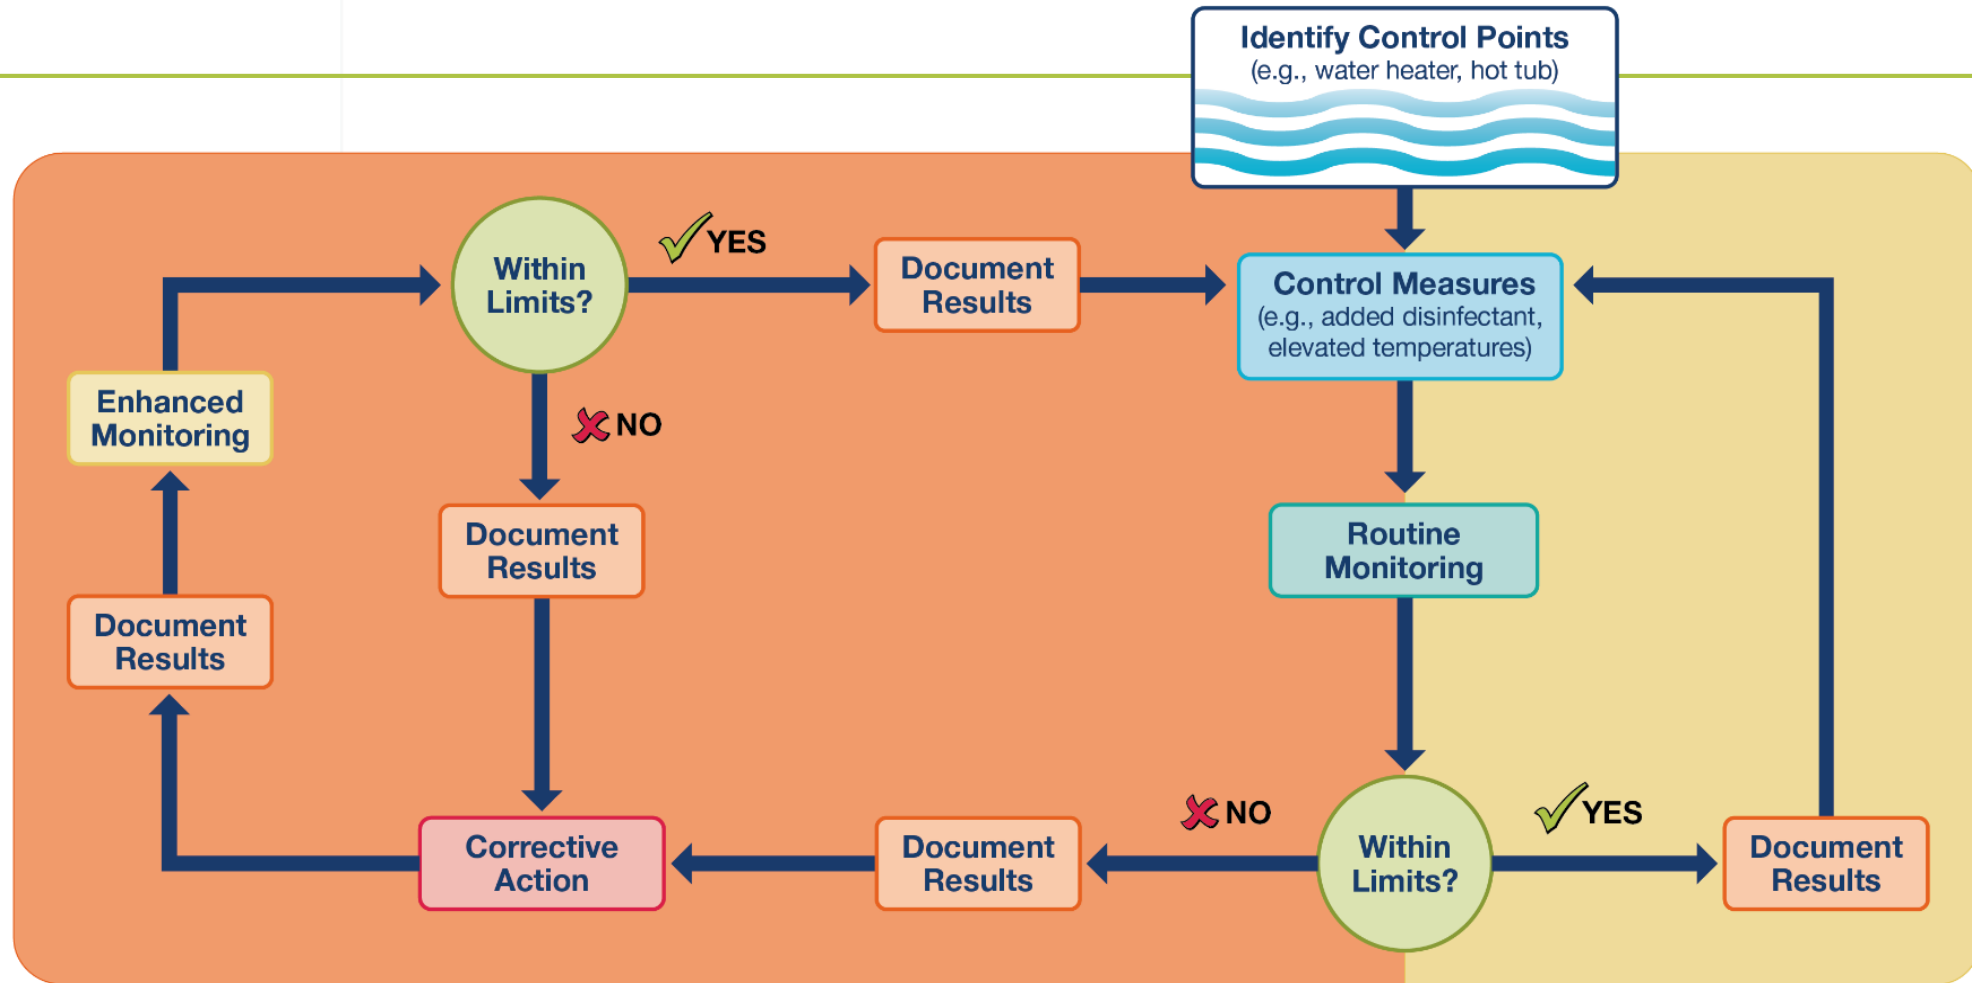 Identify Control Points
(e.g., water heater, hot tub)
Within
Limits?
YES
Document
Results
Control Measures
(e.g., added disinfectant,
elevated temperatures)
Enhanced
Monitoring
NO
Document
Results
Routine
Monitoring
Document
Results
Corrective
Action
Document
Results
NO
Within
Limits?
YES
Document
Results